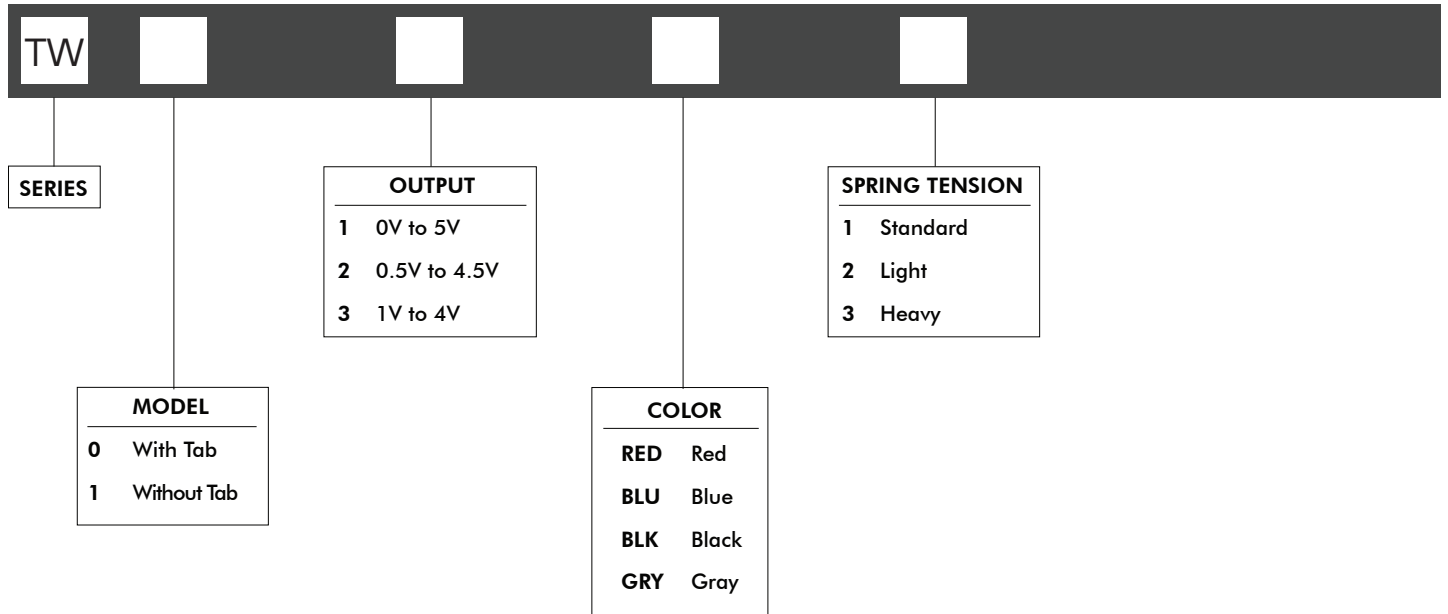 TW
SERIES
MODEL
0 With Tab
1 Without Tab
OUTPUT
1 0V to 5V
2 0.5V to 4.5V
3 1V to 4V
COLOR
RED Red
BLU Blue
BLK Black
GRY Gray
SPRING TENSION
1 Standard
2 Light
3 Heavy